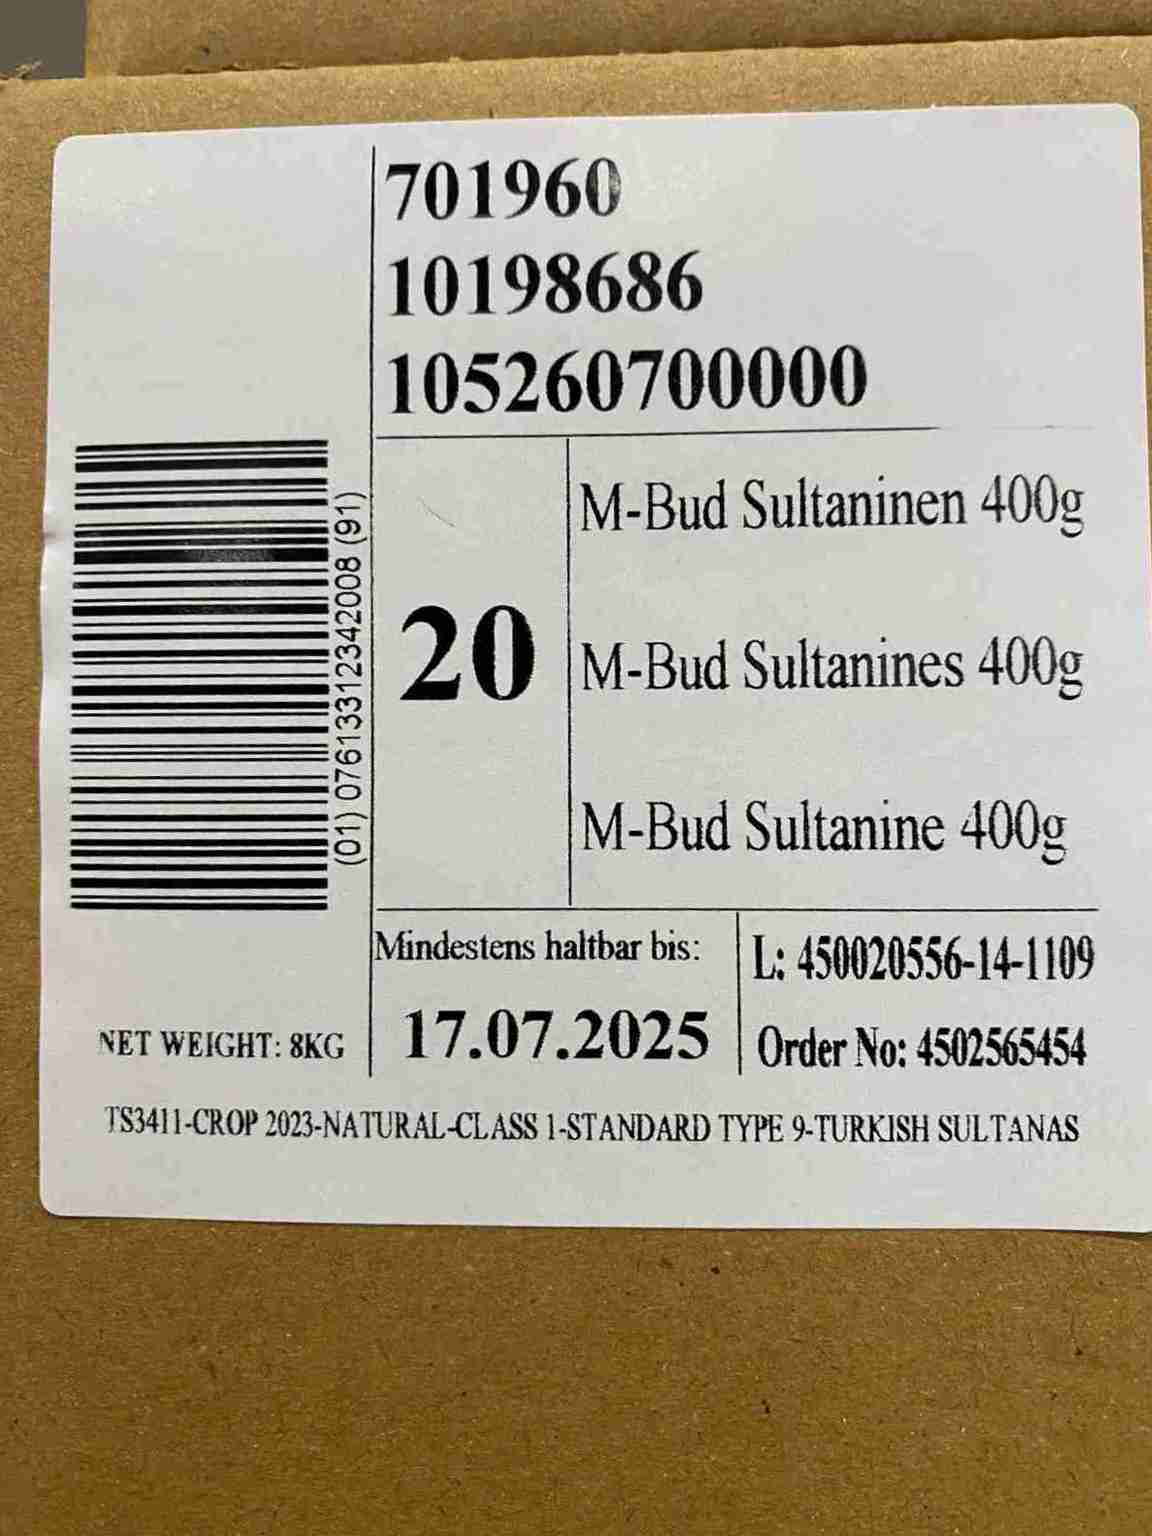 701960
10198686
105260700000
(01) 07613312342008 (91)
20
M-Bud Sultaninen 400g
M-Bud Sultanines 400g
M-Bud Sultanine 400g
Mindestens haltbar bis:
17.07.2025
L: 450020556-14-1109
Order No: 4502565454
NET WEIGHT: 8KG
TS3411-CROP 2023-NATURAL-CLASS 1-STANDARD TYPE 9-TURKISH SULTANAS